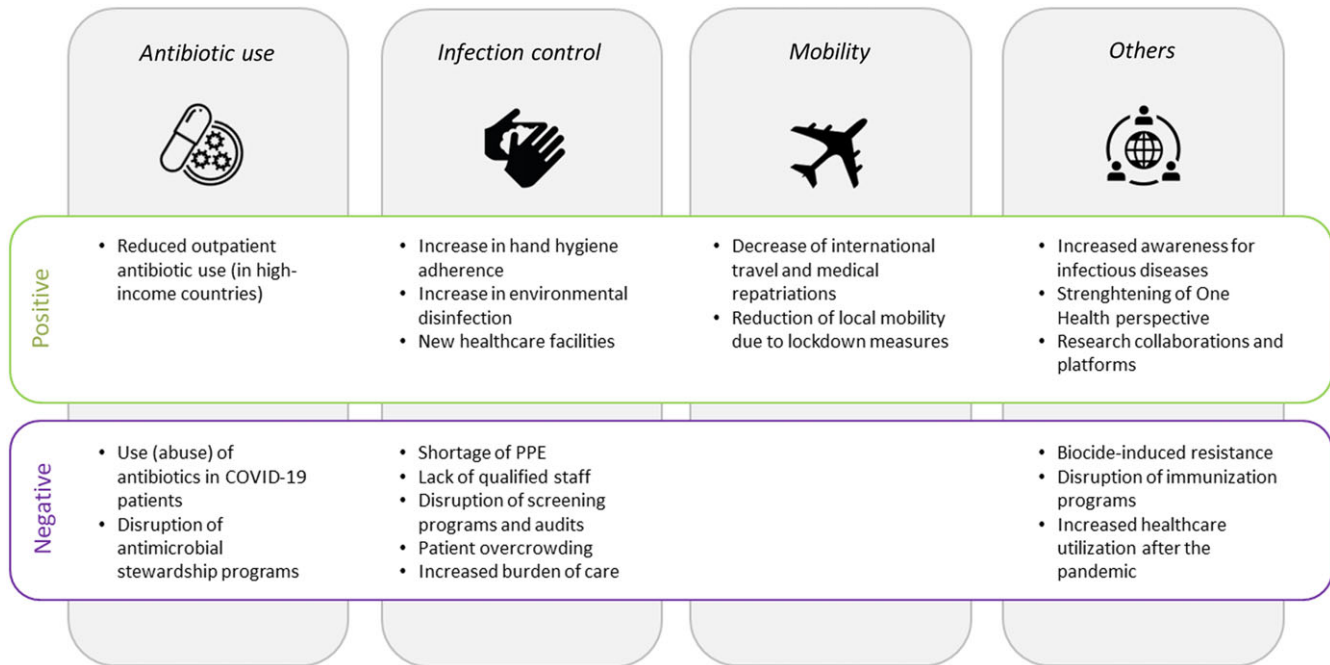 Antibiotic use
Infection control
Mobility
Others
Positive
• Reduced outpatient
antibiotic use (in high-
income countries)
• Increase in hand hygiene
adherence
• Increase in environmental
disinfection
• New healthcare facilities
• Decrease of international
travel and medical
repatriations
• Reduction of local mobility
due to lockdown measures
• Increased awareness for
infectious diseases
• Strenghtening of One
Health perspective
• Research collaborations and
platforms
Negative
• Use (abuse) of
antibiotics in COVID-19
patients
• Disruption of
antimicrobial
stewardship programs
• Shortage of PPE
• Lack of qualified staff
• Disruption of screening
programs and audits
• Patient overcrowding
• Increased burden of care
• Biocide-induced resistance
• Disruption of immunization
programs
• Increased healthcare
utilization after the
pandemic